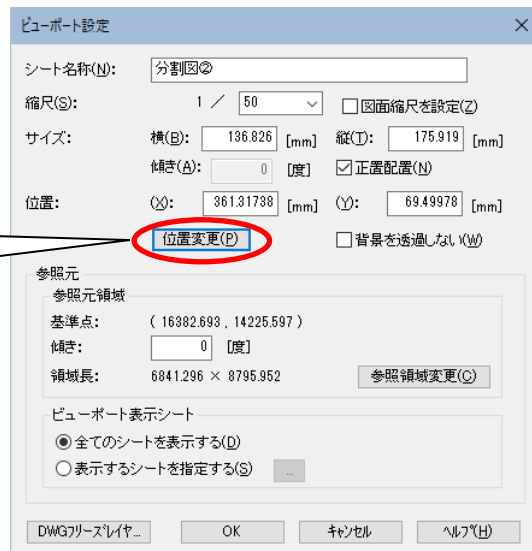 ビューポート設定
シート名称(N): 分割図②
縮尺(S): 1 ／ 50 図面縮尺を設定(Z)
サイズ: 横(B): 136.826 [mm] 縦(T): 175.919 [mm]
傾き(A): 0 [度] 正置配置(N)
位置: (X): 361.31738 [mm] (Y): 69.49978 [mm]
位置変更(P) 背景を透過しない(W)
参照元
参照元領域
基準点: ( 16382.693 , 14225.597 )
傾き: 0 [度]
領域長: 6841.296 × 8795.952 参照領域変更(C)
ビューポート表示シート
全てのシートを表示する(D)
表示するシートを指定する(S) ...
DWGフリーズレイヤ... OK キャンセル ヘルプ(H)